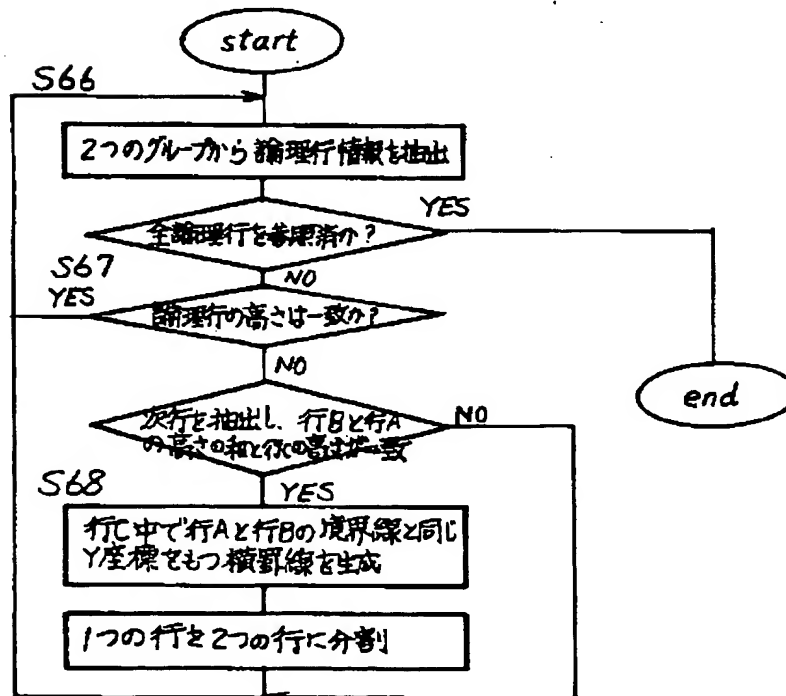 start
S66
2つのグループから論理行情報を抽出
YES
全論理行を参照済か?
S67
NO
YES
論理行の高さは一致か?
NO
end
次行を抽出し、行Bと行A
NO
の高さの和と行Cの高さが一致
S68
YES
行C中で行Aと行Bの境界線と同じ
Y座標をもつ横罫線を生成
1つの行を2つの行に分割